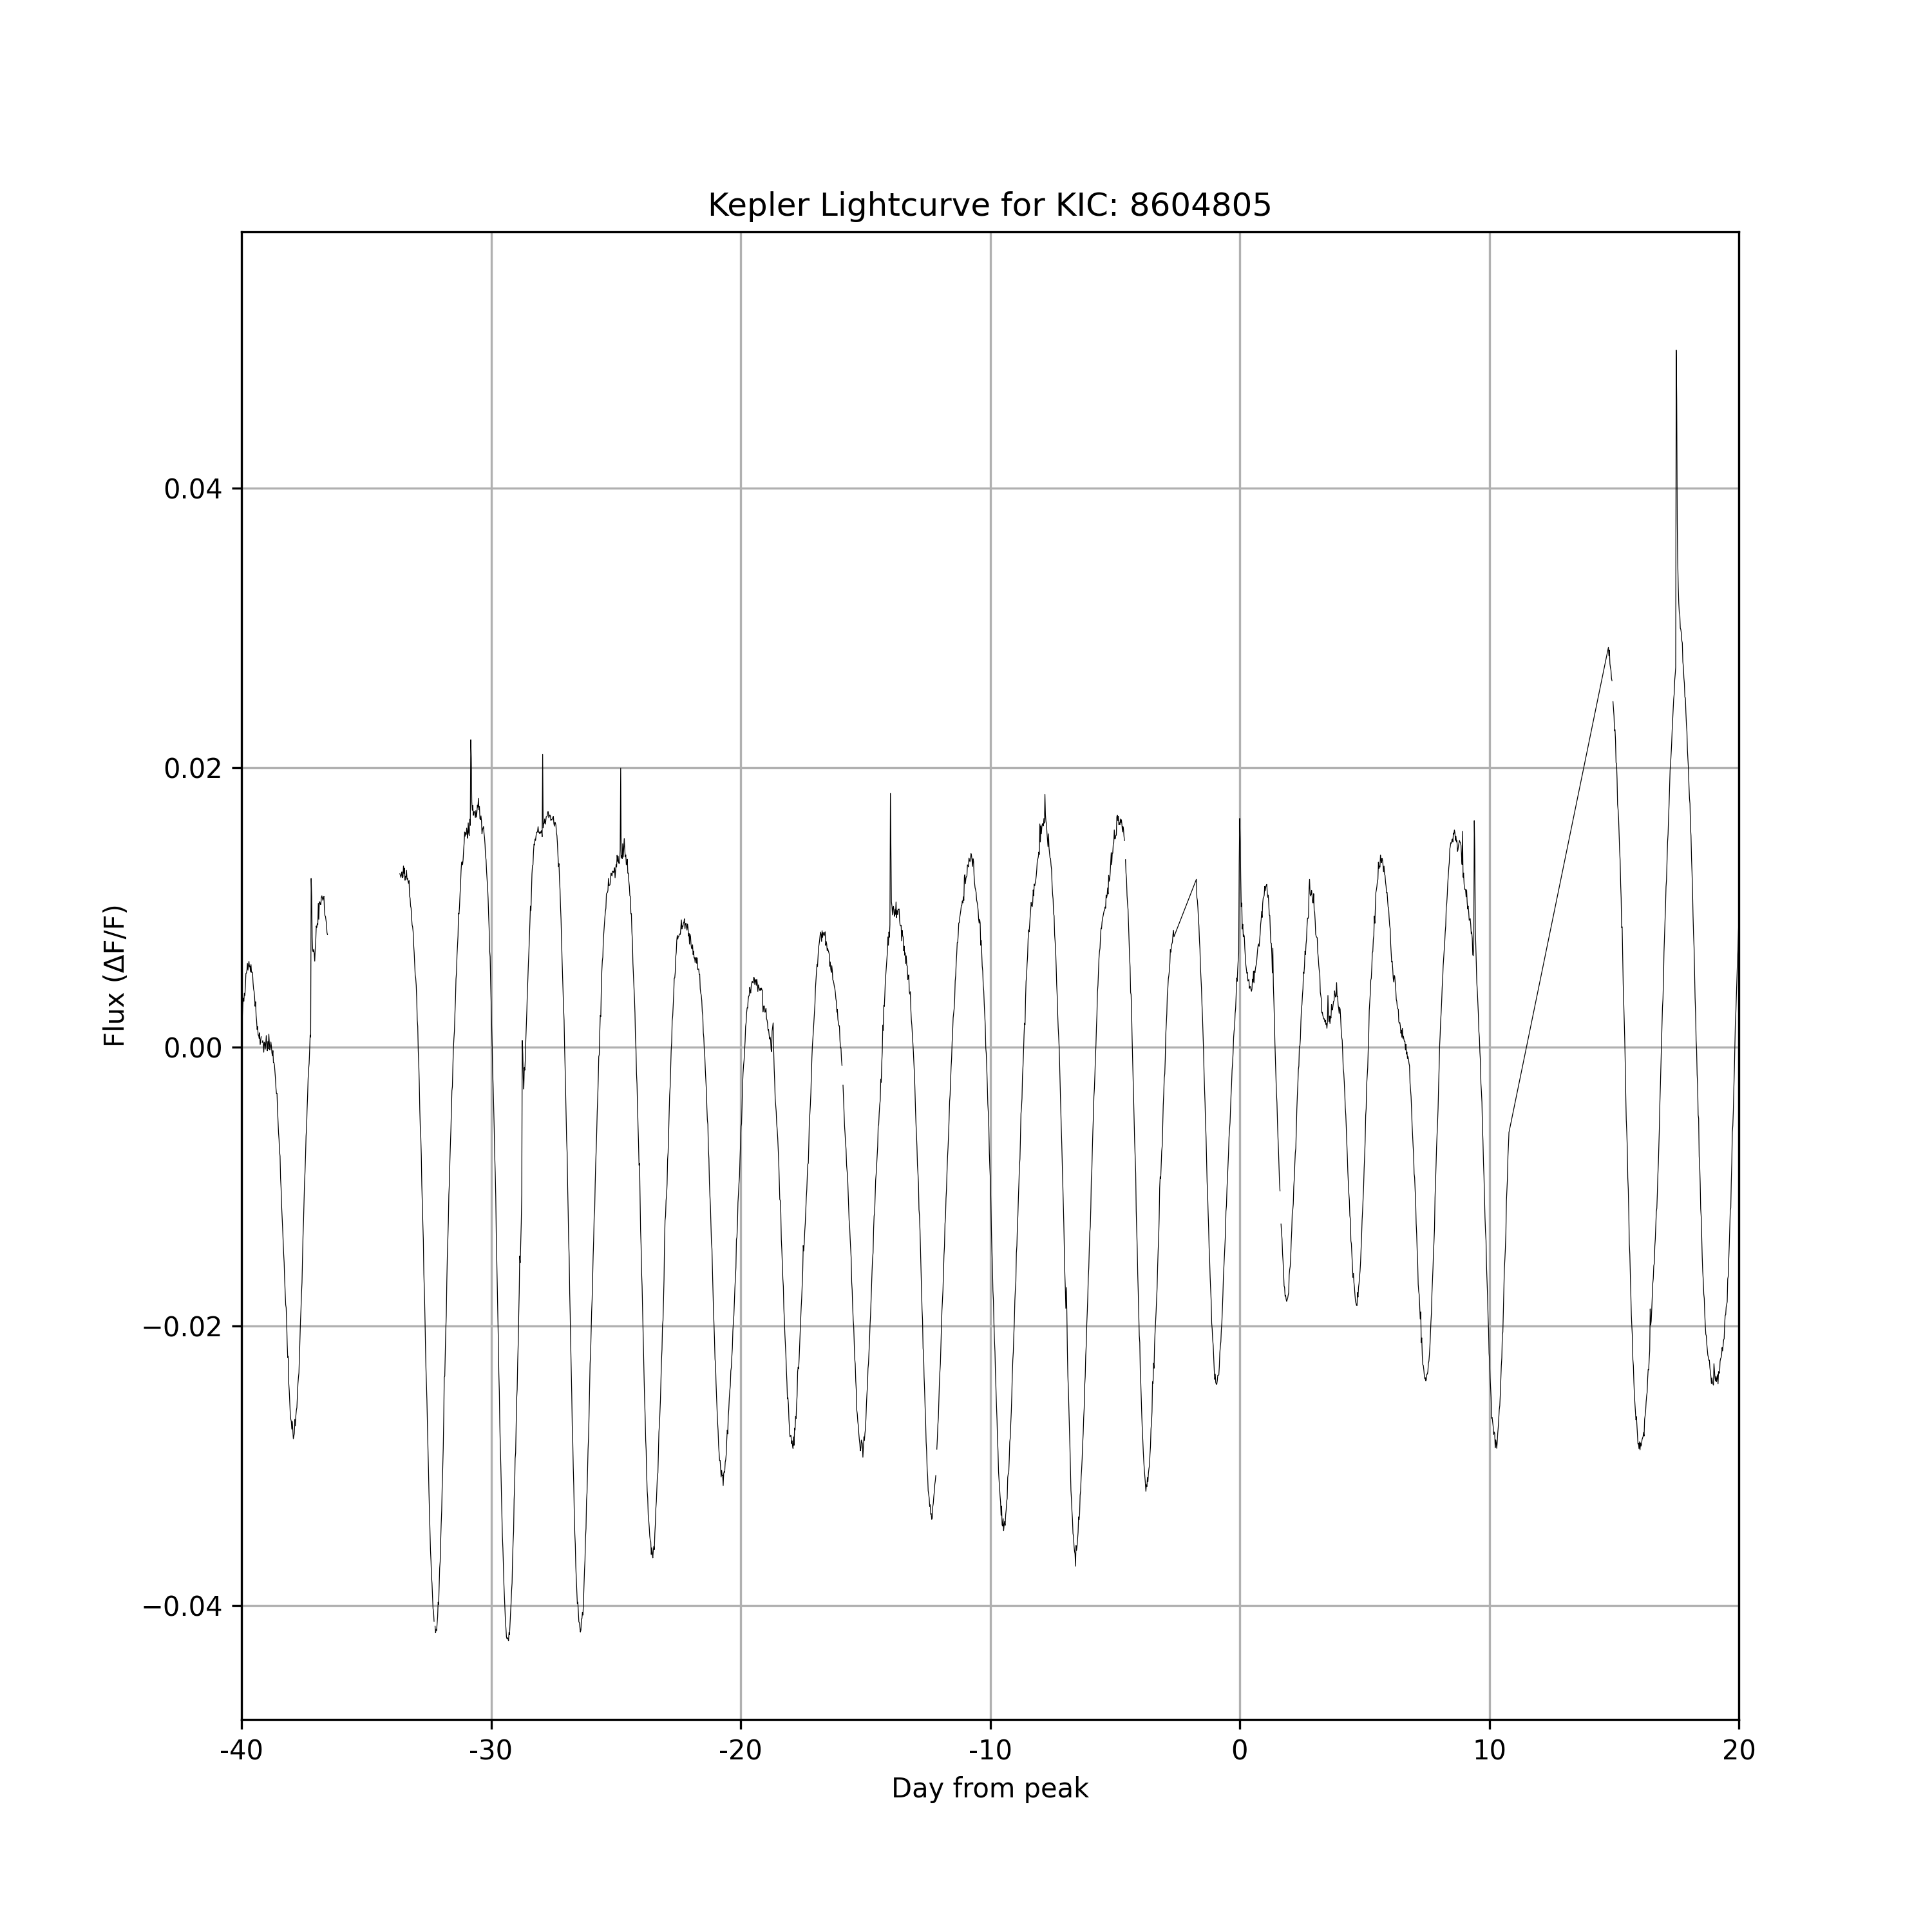 Kepler Lightcurve for KIC: 8604805
Flux (ΔF/F)
0.04
0.02
0.00
−0.02
−0.04
-40 -30 -20 -10 0 10 20
Day from peak